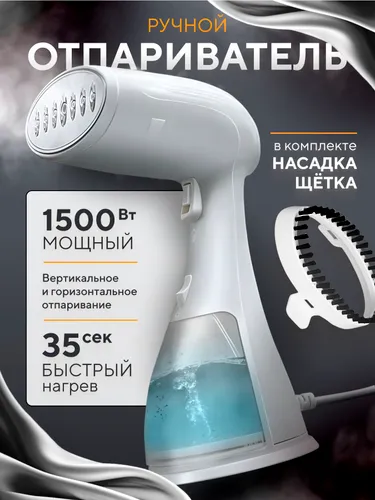 РУЧНОЙ
ОТПАРИВАТЕЛЬ
в комплекте
НАСАДКА
ЩЁТКА
1500 Вт
МОЩНЫЙ
Вертикальное
и горизонтальное
отпаривание
35 сек
БЫСТРЫЙ
нагрев